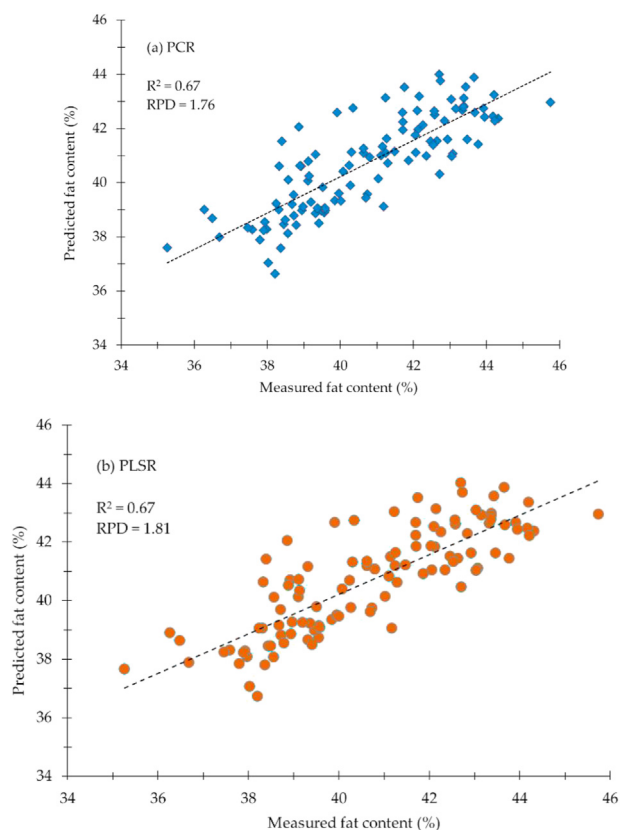 46
(a) PCR
44
R² = 0.67
RPD = 1.76
42
40
38
36
34
Predicted fat content (%)
34 36 38 40 42 44 46
Measured fat content (%)
46
(b) PLSR
44
R² = 0.67
RPD = 1.81
42
40
38
36
34
Predicted fat content (%)
34 36 38 40 42 44 46
Measured fat content (%)